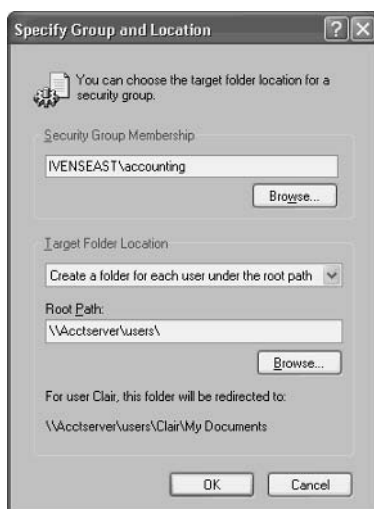 Specify Group and Location
You can choose the target folder location for a
security group.
Security Group Membership
IVENSEAST\accounting
Browse...
Target Folder Location
Create a folder for each user under the root path
Root Path:
\\Acctserver\users\
Browse...
For user Clair, this folder will be redirected to:
\\Acctserver\users\Clair\My Documents
OK Cancel